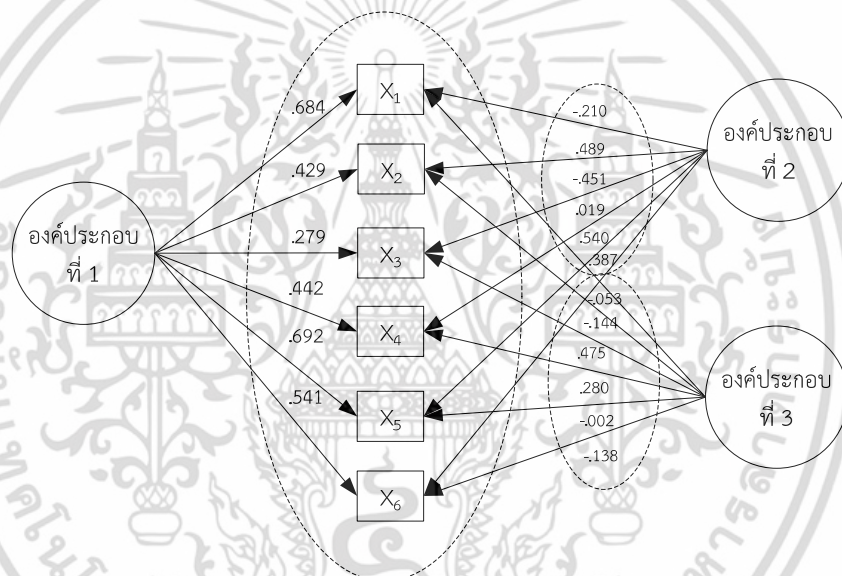 องค์ประกอบ
ที่ 1
.684
.429
.279
.442
.692
.541
X1
X2
X3
X4
X5
X6
-.210
.489
-.451
.019
.540
.387
-.053
-.144
.475
.280
-.002
-.138
องค์ประกอบ
ที่ 2
องค์ประกอบ
ที่ 3